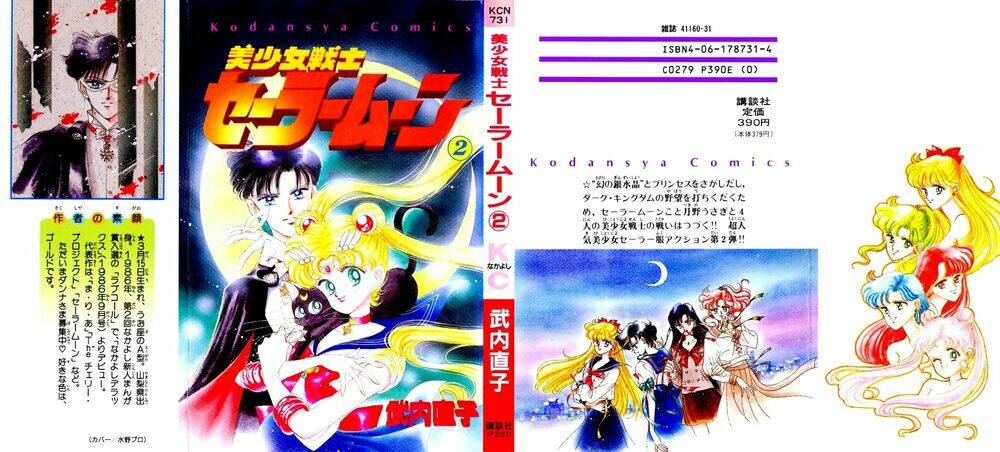 作者の素顔
★3月15日生まれ、うお座のA型。山梨県出
身。1986年、第2回なかよし新人まんが
賞入選の「ラブコール」で、“なかよしデラッ
クス”(1986年9月号)よりデビュー。
代表作は、「ま・り・あ」「Theチェリー・
プロジェクト」「セーラームーン」など。
ただいまダンナさま募集中♡ 好きな色は、
ゴールドです。
(カバー/水野プロ)
Kodansya Comics
美少女戦士
セーラームーン
②
武内直子
KCN
731
美少女戦士
セーラームーン②
KC
なかよし
武内直子
講談社
P390
雑誌 41160-31
ISBN4-06-178731-4
C0279 P390E (0)
講談社
定価
390円
(本体379円)
Kodansya Comics
☆“幻の銀水晶”とプリンセスをさがしだし、
ダーク・キングダムの野望を打ちくだくた
め、セーラームーンこと月野うさぎと4
人の美少女戦士の戦いはつづく!! 超人
気美少女セーラー服アクション第2弾!!